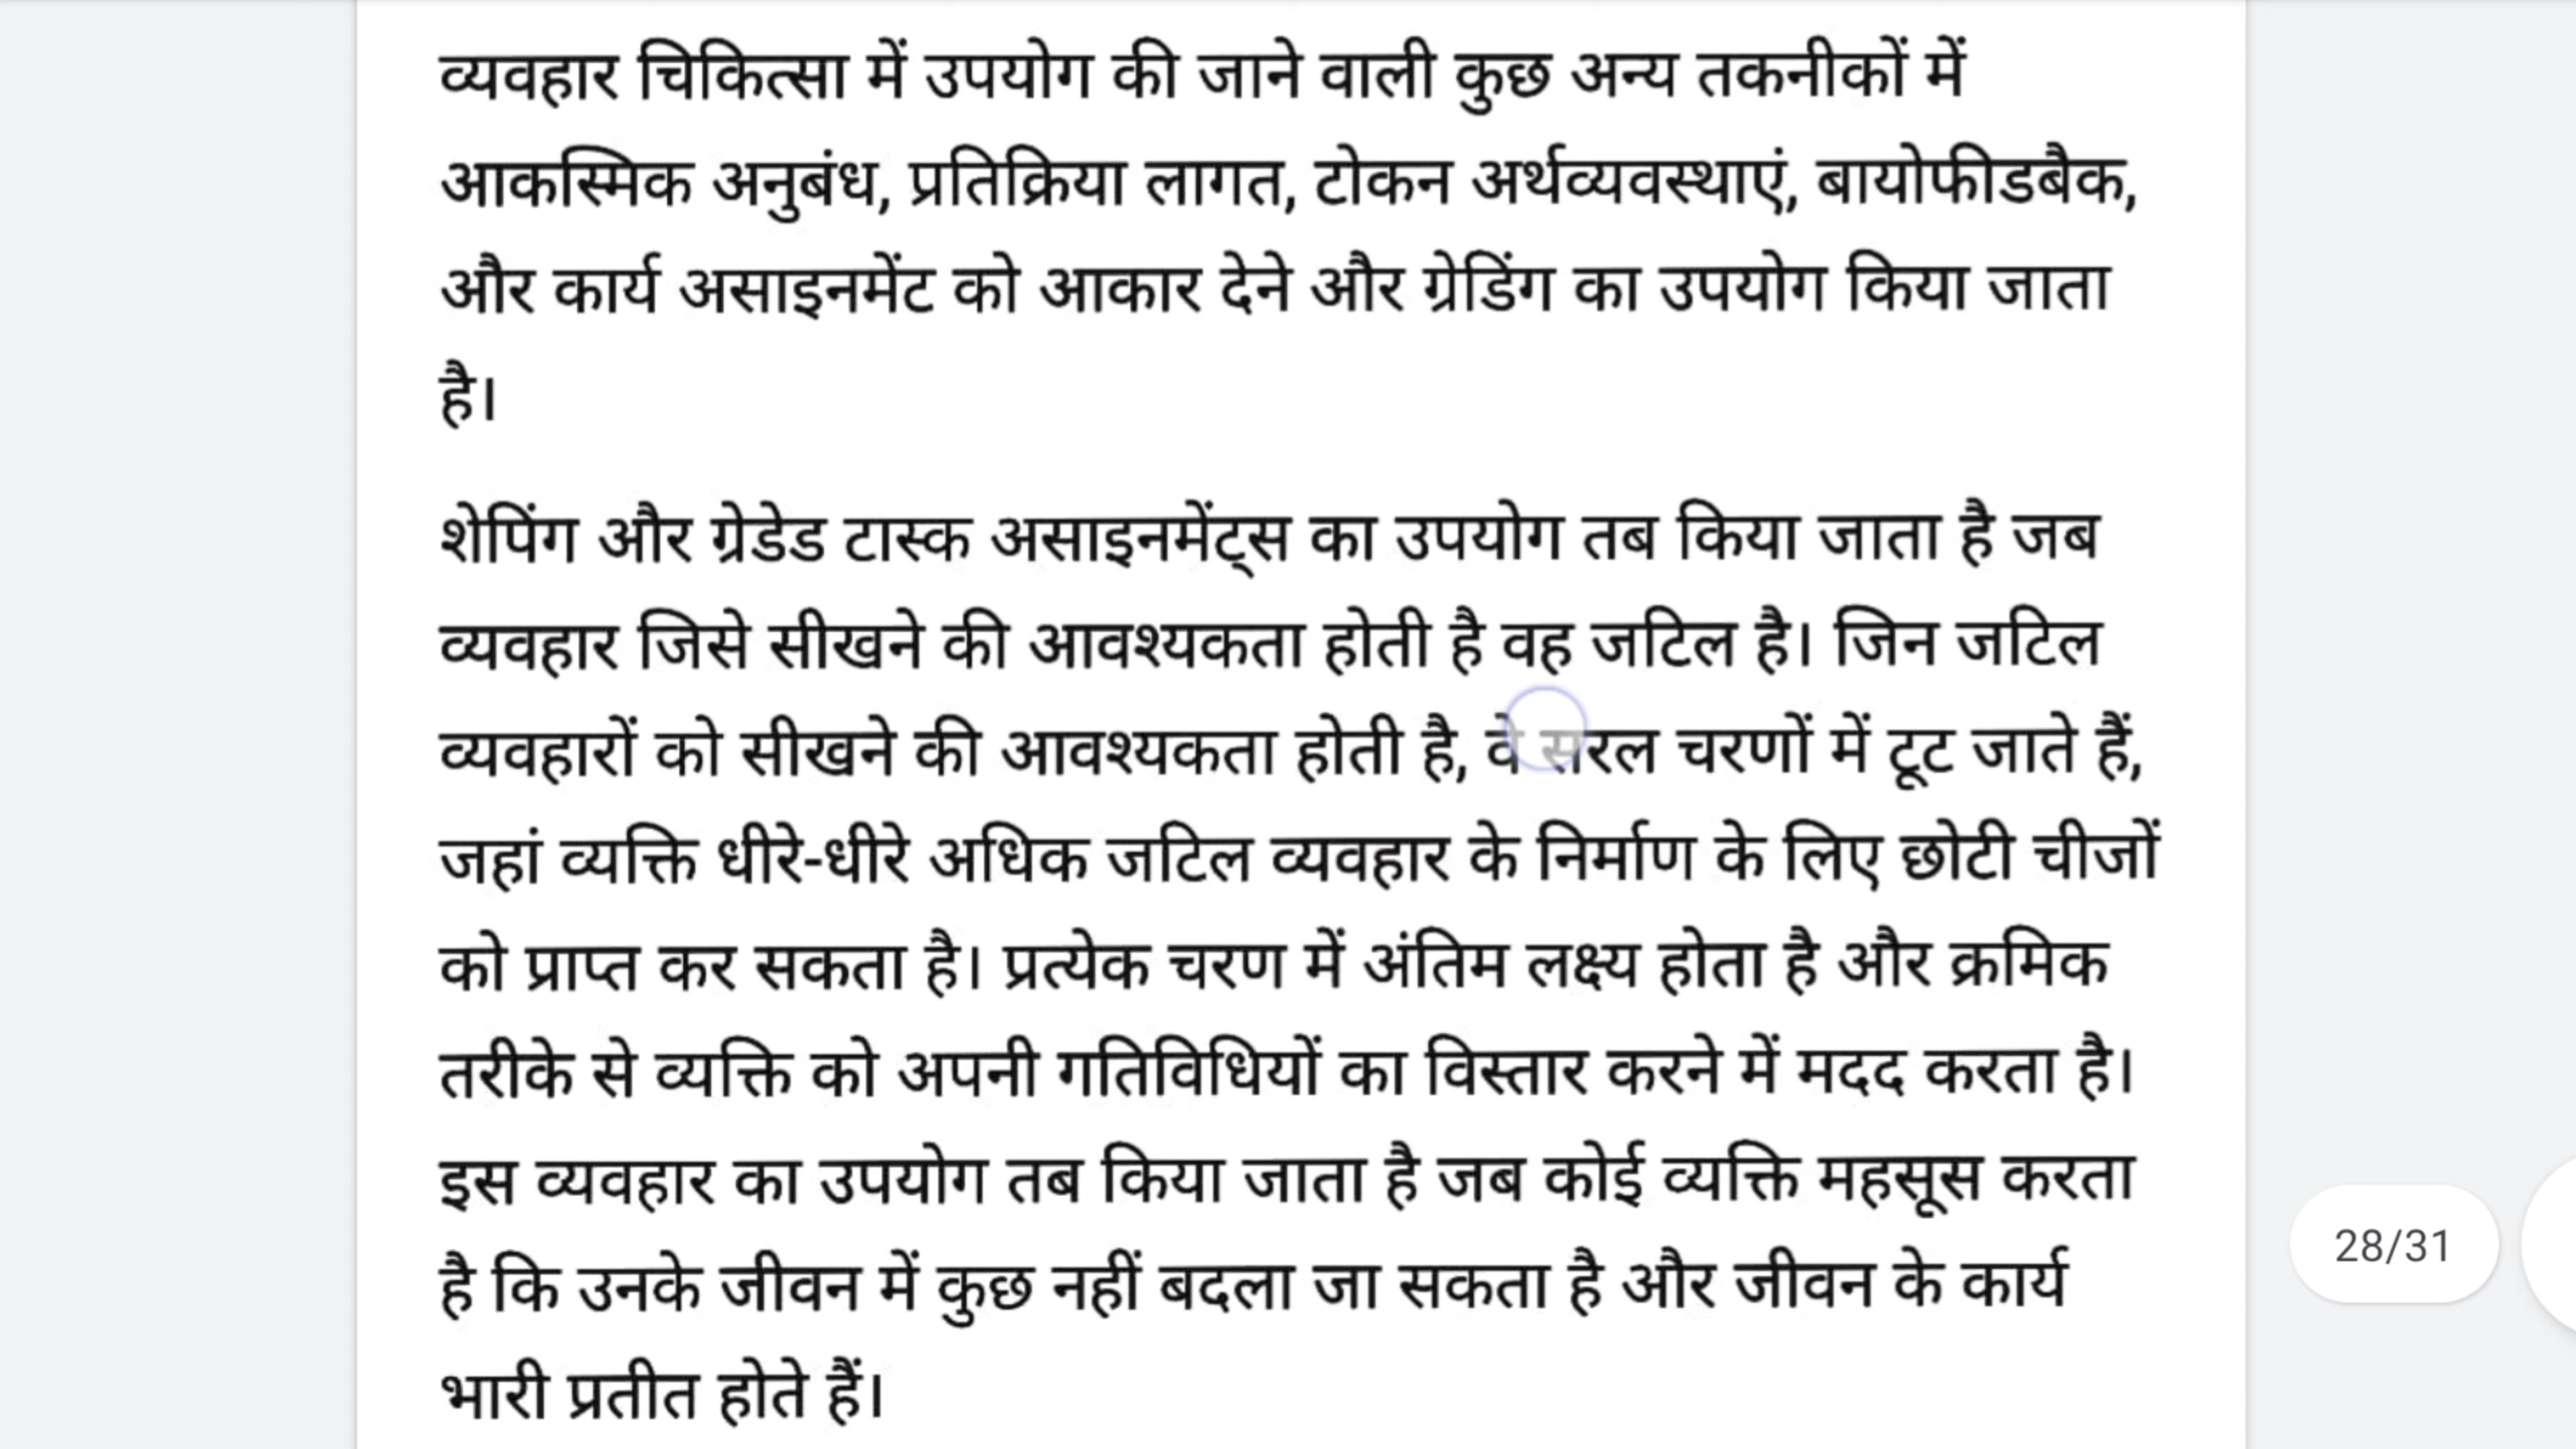 व्यवहार चिकित्सा में उपयोग की जाने वाली कुछ अन्य तकनीकों में
आकस्मिक अनुबंध, प्रतिक्रिया लागत, टोकन अर्थव्यवस्थाएं, बायोफीडबैक,
और कार्य असाइनमेंट को आकार देने और ग्रेडिंग का उपयोग किया जाता
है।
शेपिंग और ग्रेडेड टास्क असाइनमेंट्स का उपयोग तब किया जाता है जब
व्यवहार जिसे सीखने की आवश्यकता होती है वह जटिल है। जिन जटिल
व्यवहारों को सीखने की आवश्यकता होती है, वे सरल चरणों में टूट जाते हैं,
जहां व्यक्ति धीरे-धीरे अधिक जटिल व्यवहार के निर्माण के लिए छोटी चीजों
को प्राप्त कर सकता है। प्रत्येक चरण में अंतिम लक्ष्य होता है और क्रमिक
तरीके से व्यक्ति को अपनी गतिविधियों का विस्तार करने में मदद करता है।
इस व्यवहार का उपयोग तब किया जाता है जब कोई व्यक्ति महसूस करता
है कि उनके जीवन में कुछ नहीं बदला जा सकता है और जीवन के कार्य
भारी प्रतीत होते हैं।
28/31